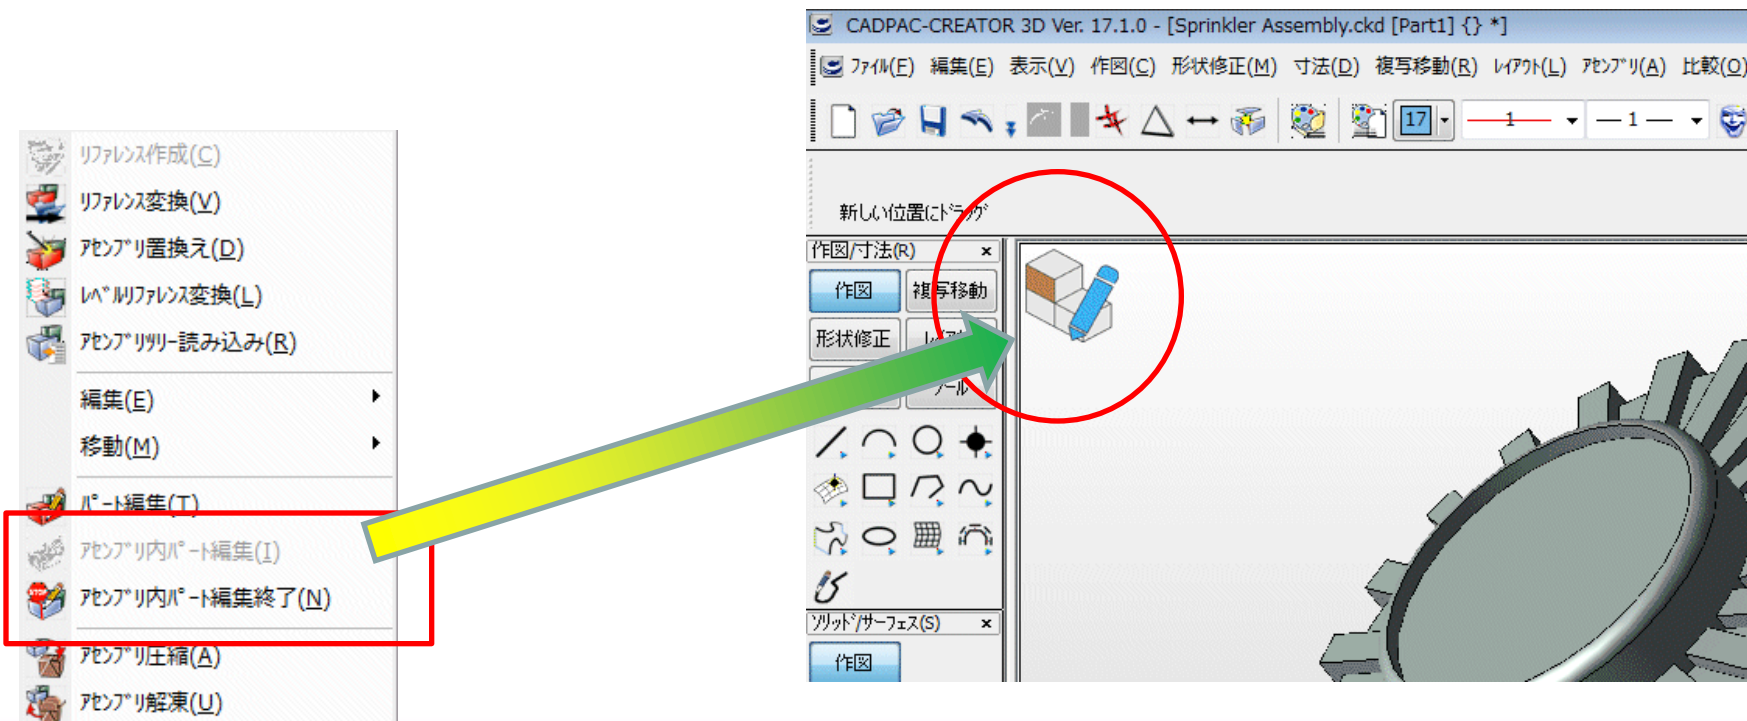 リファレンス作成(C)
リファレンス変換(V)
アセンブリ置換え(D)
レベルリファレンス変換(L)
アセンブリツリー読み込み(R)
編集(E)
移動(M)
パート編集(T)
アセンブリ内パート編集(I)
アセンブリ内パート編集終了(N)
アセンブリ圧縮(A)
アセンブリ解凍(U)
CADPAC-CREATOR 3D Ver. 17.1.0 - [Sprinkler Assembly.ckd [Part1] {} *]
ファイル(F) 編集(E) 表示(V) 作図(C) 形状修正(M) 寸法(D) 複写移動(R) レイアウト(L) アセンブリ(A) 比較(O)
17 1 1
新しい位置にドラッグ
作図/寸法(R) ×
作図 複写移動
形状修正
ソリッド/サーフェス(S) ×
作図